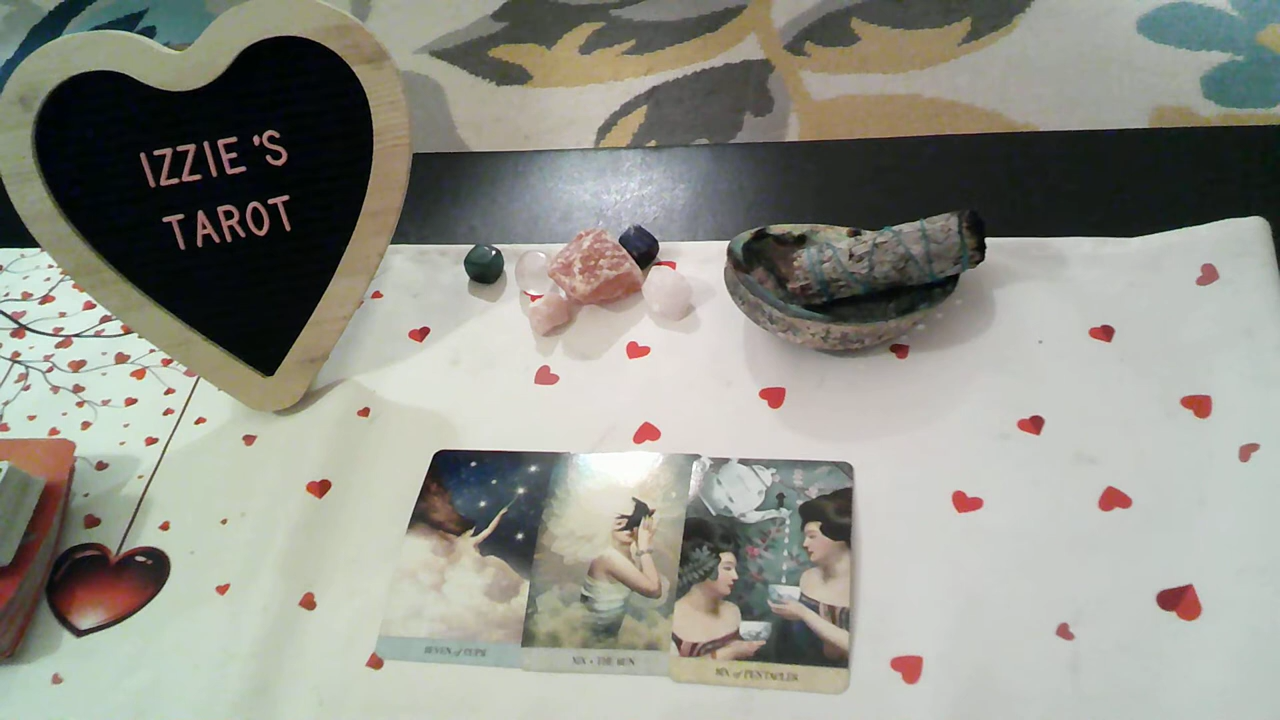 IZZIE'S
TAROT
SEVEN of CUPS
XIX • THE SUN
SIX of PENTACLES